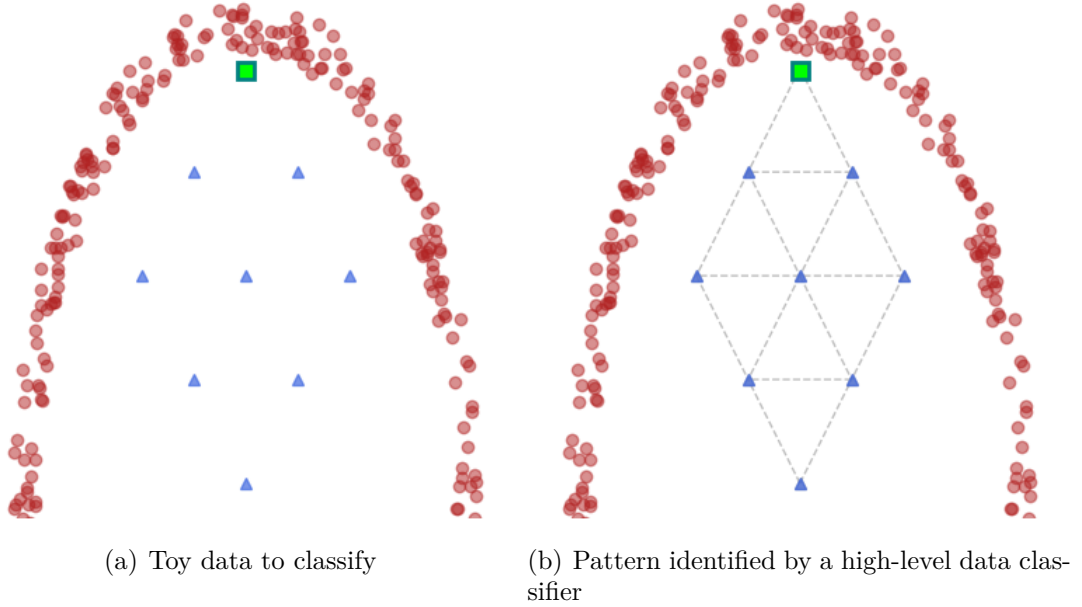 (a) Toy data to classify
(b) Pattern identified by a high-level data clas-
sifier